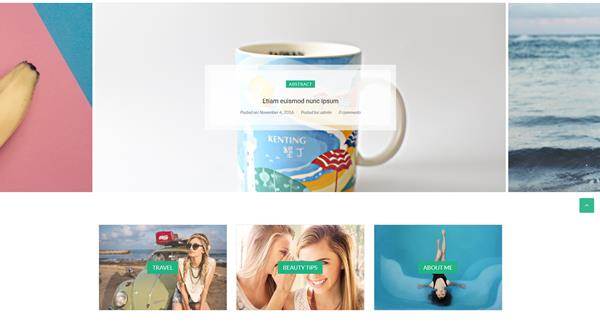 ABSTRACT
Etiam euismod nunc ipsum
Posted on: November 4, 2016 Posted by: admin 0 comments
KENTING
墾丁
TRAVEL
BEAUTY TIPS
ABOUT ME